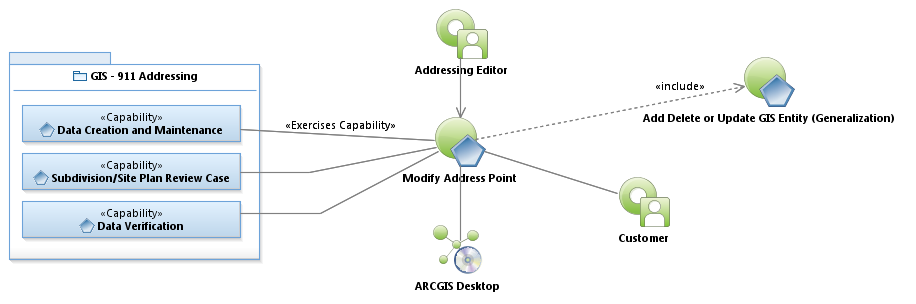 GIS - 911 Addressing
«Capability»
Data Creation and Maintenance
«Capability»
Subdivision/Site Plan Review Case
«Capability»
Data Verification
«Exercises Capability»
Addressing Editor
Modify Address Point
«include»
Add Delete or Update GIS Entity (Generalization)
Customer
ARCGIS Desktop